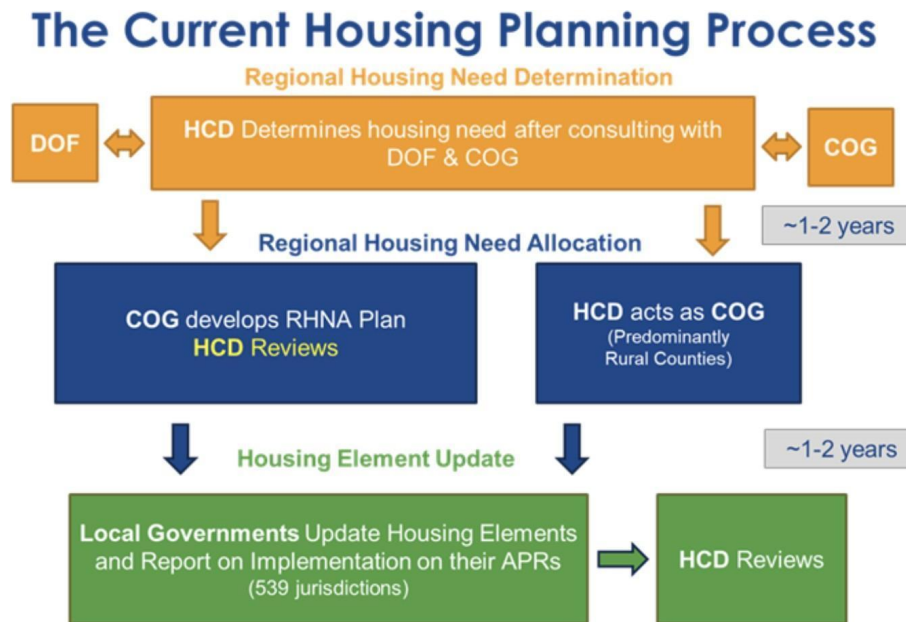 The Current Housing Planning Process
Regional Housing Need Determination
DOF
HCD Determines housing need after consulting with
DOF & COG
COG
~1-2 years
Regional Housing Need Allocation
COG develops RHNA Plan
HCD Reviews
HCD acts as COG
(Predominantly
Rural Counties)
~1-2 years
Housing Element Update
Local Governments Update Housing Elements
and Report on Implementation on their APRs
(539 jurisdictions)
HCD Reviews